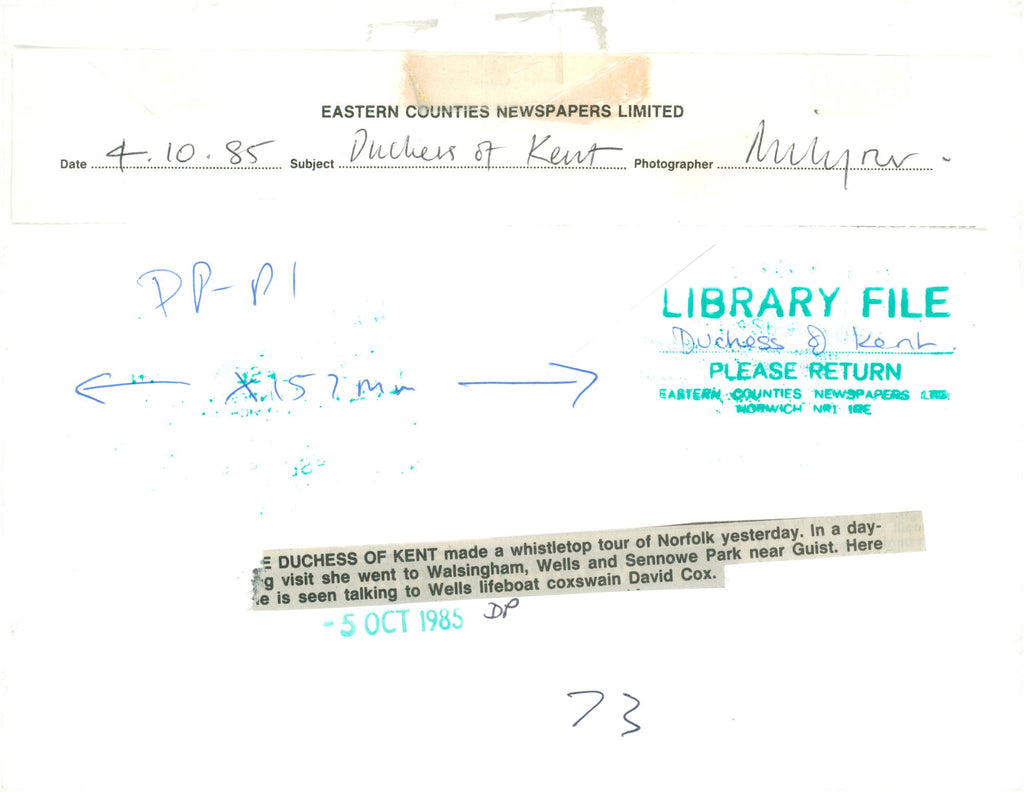 EASTERN COUNTIES NEWSPAPERS LIMITED
Date 4.10.85 Subject Duchess of Kent Photographer
DP-P1
LIBRARY FILE
Duchess of Kent.
PLEASE RETURN
EASTERN COUNTIES NEWSPAPERS LTD.
NORWICH NR1 1RE
X157mm
E DUCHESS OF KENT made a whistletop tour of Norfolk yesterday. In a day-
g visit she went to Walsingham, Wells and Sennowe Park near Guist. Here
e is seen talking to Wells lifeboat coxswain David Cox.
-5 OCT 1985 DP
73